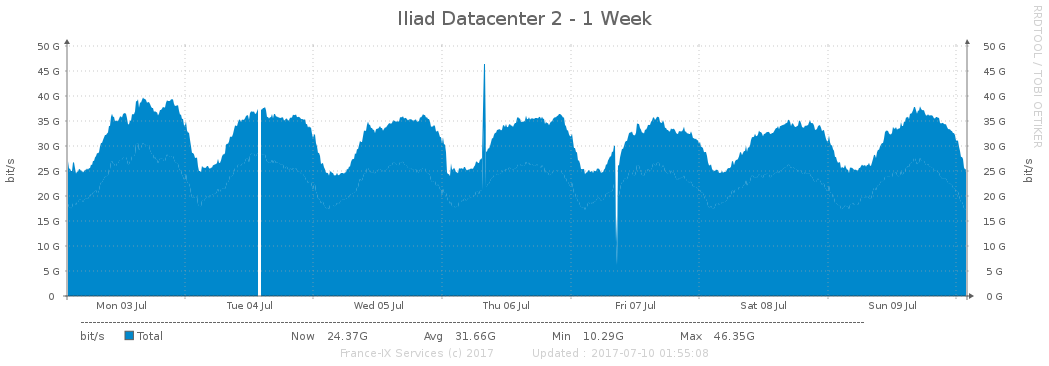 Iliad Datacenter 2 - 1 Week
RRDTOOL / TOBI OETIKER
bit/s
50 G 50 G
45 G 45 G
40 G 40 G
35 G 35 G
30 G 30 G
25 G 25 G
20 G 20 G
15 G 15 G
10 G 10 G
5 G 5 G
0 0 G
bit/s
Mon 03 Jul Tue 04 Jul Wed 05 Jul Thu 06 Jul Fri 07 Jul Sat 08 Jul Sun 09 Jul
bit/s Total Now 24.37G Avg 31.66G Min 10.29G Max 46.35G
France-IX Services (c) 2017 Updated : 2017-07-10 01:55:08